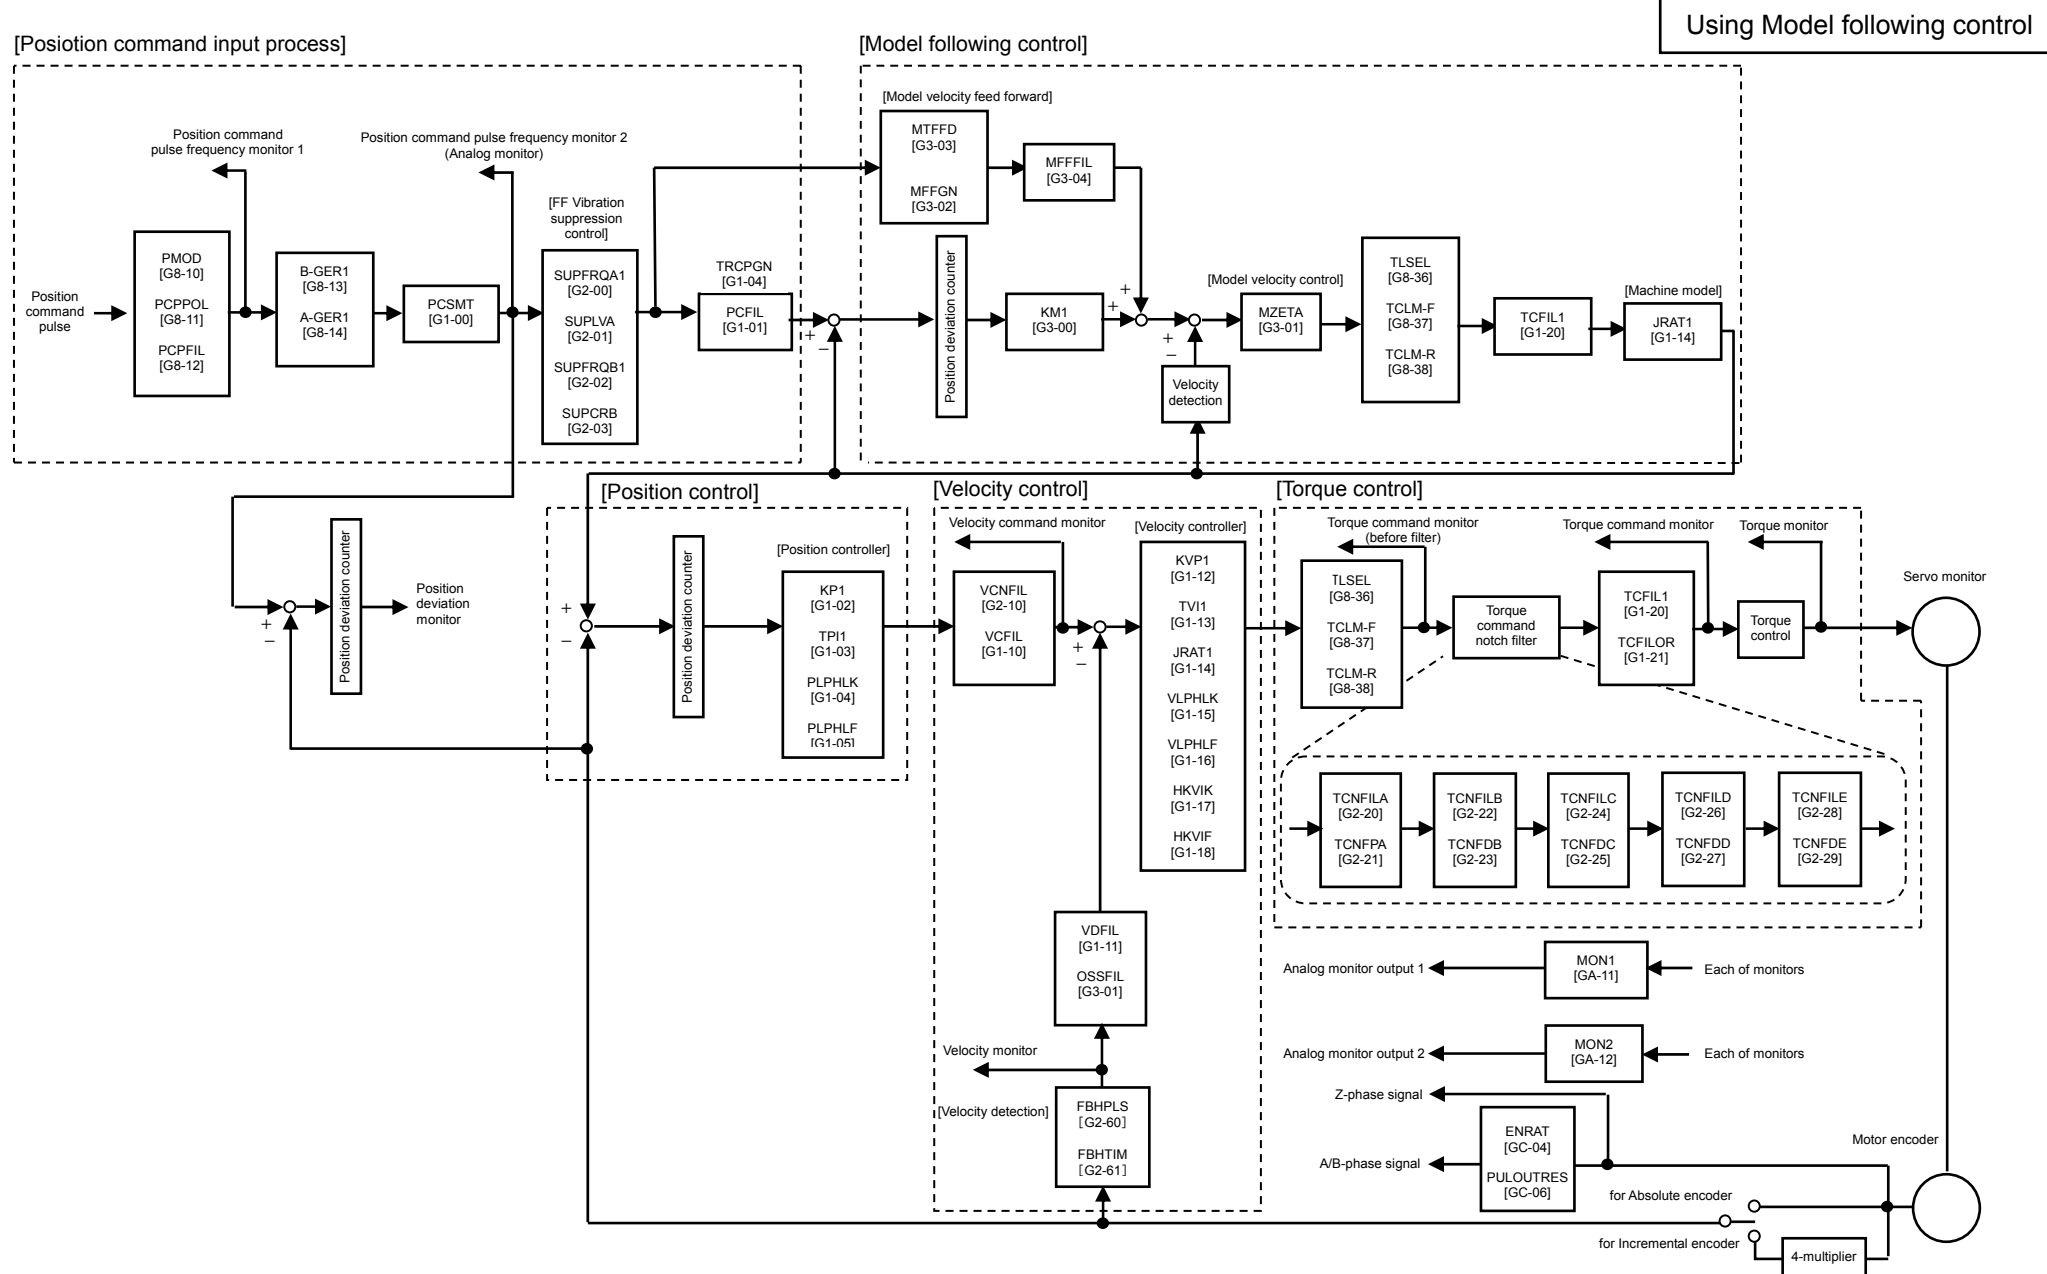 Using Model following control
[Posiotion command input process]
[Model following control]
[Model velocity feed forward]
MTFFD
[G3-03]
MFFGN
[G3-02]
MFFFIL
[G3-04]
Position command
pulse frequency monitor 1
Position command pulse frequency monitor 2
(Analog monitor)
[FF Vibration
suppression
control]
Position
command
pulse
PMOD
[G8-10]
PCPPOL
[G8-11]
PCPFIL
[G8-12]
B-GER1
[G8-13]
A-GER1
[G8-14]
PCSMT
[G1-00]
SUPFRQA1
[G2-00]
SUPLVA
[G2-01]
SUPFRQB1
[G2-02]
SUPCRB
[G2-03]
TRCPGN
[G1-04]
PCFIL
[G1-01]
+
−
Position deviation counter
KM1
[G3-00]
+
+
+
−
Velocity
detection
[Model velocity control]
MZETA
[G3-01]
TLSEL
[G8-36]
TCLM-F
[G8-37]
TCLM-R
[G8-38]
TCFIL1
[G1-20]
[Machine model]
JRAT1
[G1-14]
[Position control]
[Velocity control]
[Torque control]
+
−
Position deviation counter
Position
deviation
monitor
+
−
Position deviation counter
[Position controller]
KP1
[G1-02]
TPI1
[G1-03]
PLPHLK
[G1-04]
PLPHLF
[G1-05]
Velocity command monitor
VCNFIL
[G2-10]
VCFIL
[G1-10]
+
−
[Velocity controller]
KVP1
[G1-12]
TVI1
[G1-13]
JRAT1
[G1-14]
VLPHLK
[G1-15]
VLPHLF
[G1-16]
HKVIK
[G1-17]
HKVIF
[G1-18]
Torque command monitor
(before filter)
TLSEL
[G8-36]
TCLM-F
[G8-37]
TCLM-R
[G8-38]
Torque
command
notch filter
Torque command monitor
TCFIL1
[G1-20]
TCFILOR
[G1-21]
Torque monitor
Torque
control
Servo monitor
TCNFILA
[G2-20]
TCNFPA
[G2-21]
TCNFILB
[G2-22]
TCNFDB
[G2-23]
TCNFILC
[G2-24]
TCNFDC
[G2-25]
TCNFILD
[G2-26]
TCNFDD
[G2-27]
TCNFILE
[G2-28]
TCNFDE
[G2-29]
VDFIL
[G1-11]
OSSFIL
[G3-01]
Velocity monitor
[Velocity detection]
FBHPLS
[G2-60]
FBHTIM
[G2-61]
Analog monitor output 1
MON1
[GA-11]
Each of monitors
Analog monitor output 2
MON2
[GA-12]
Each of monitors
Z-phase signal
A/B-phase signal
ENRAT
[GC-04]
PULOUTRES
[GC-06]
Motor encoder
for Absolute encoder
for Incremental encoder
4-multiplier